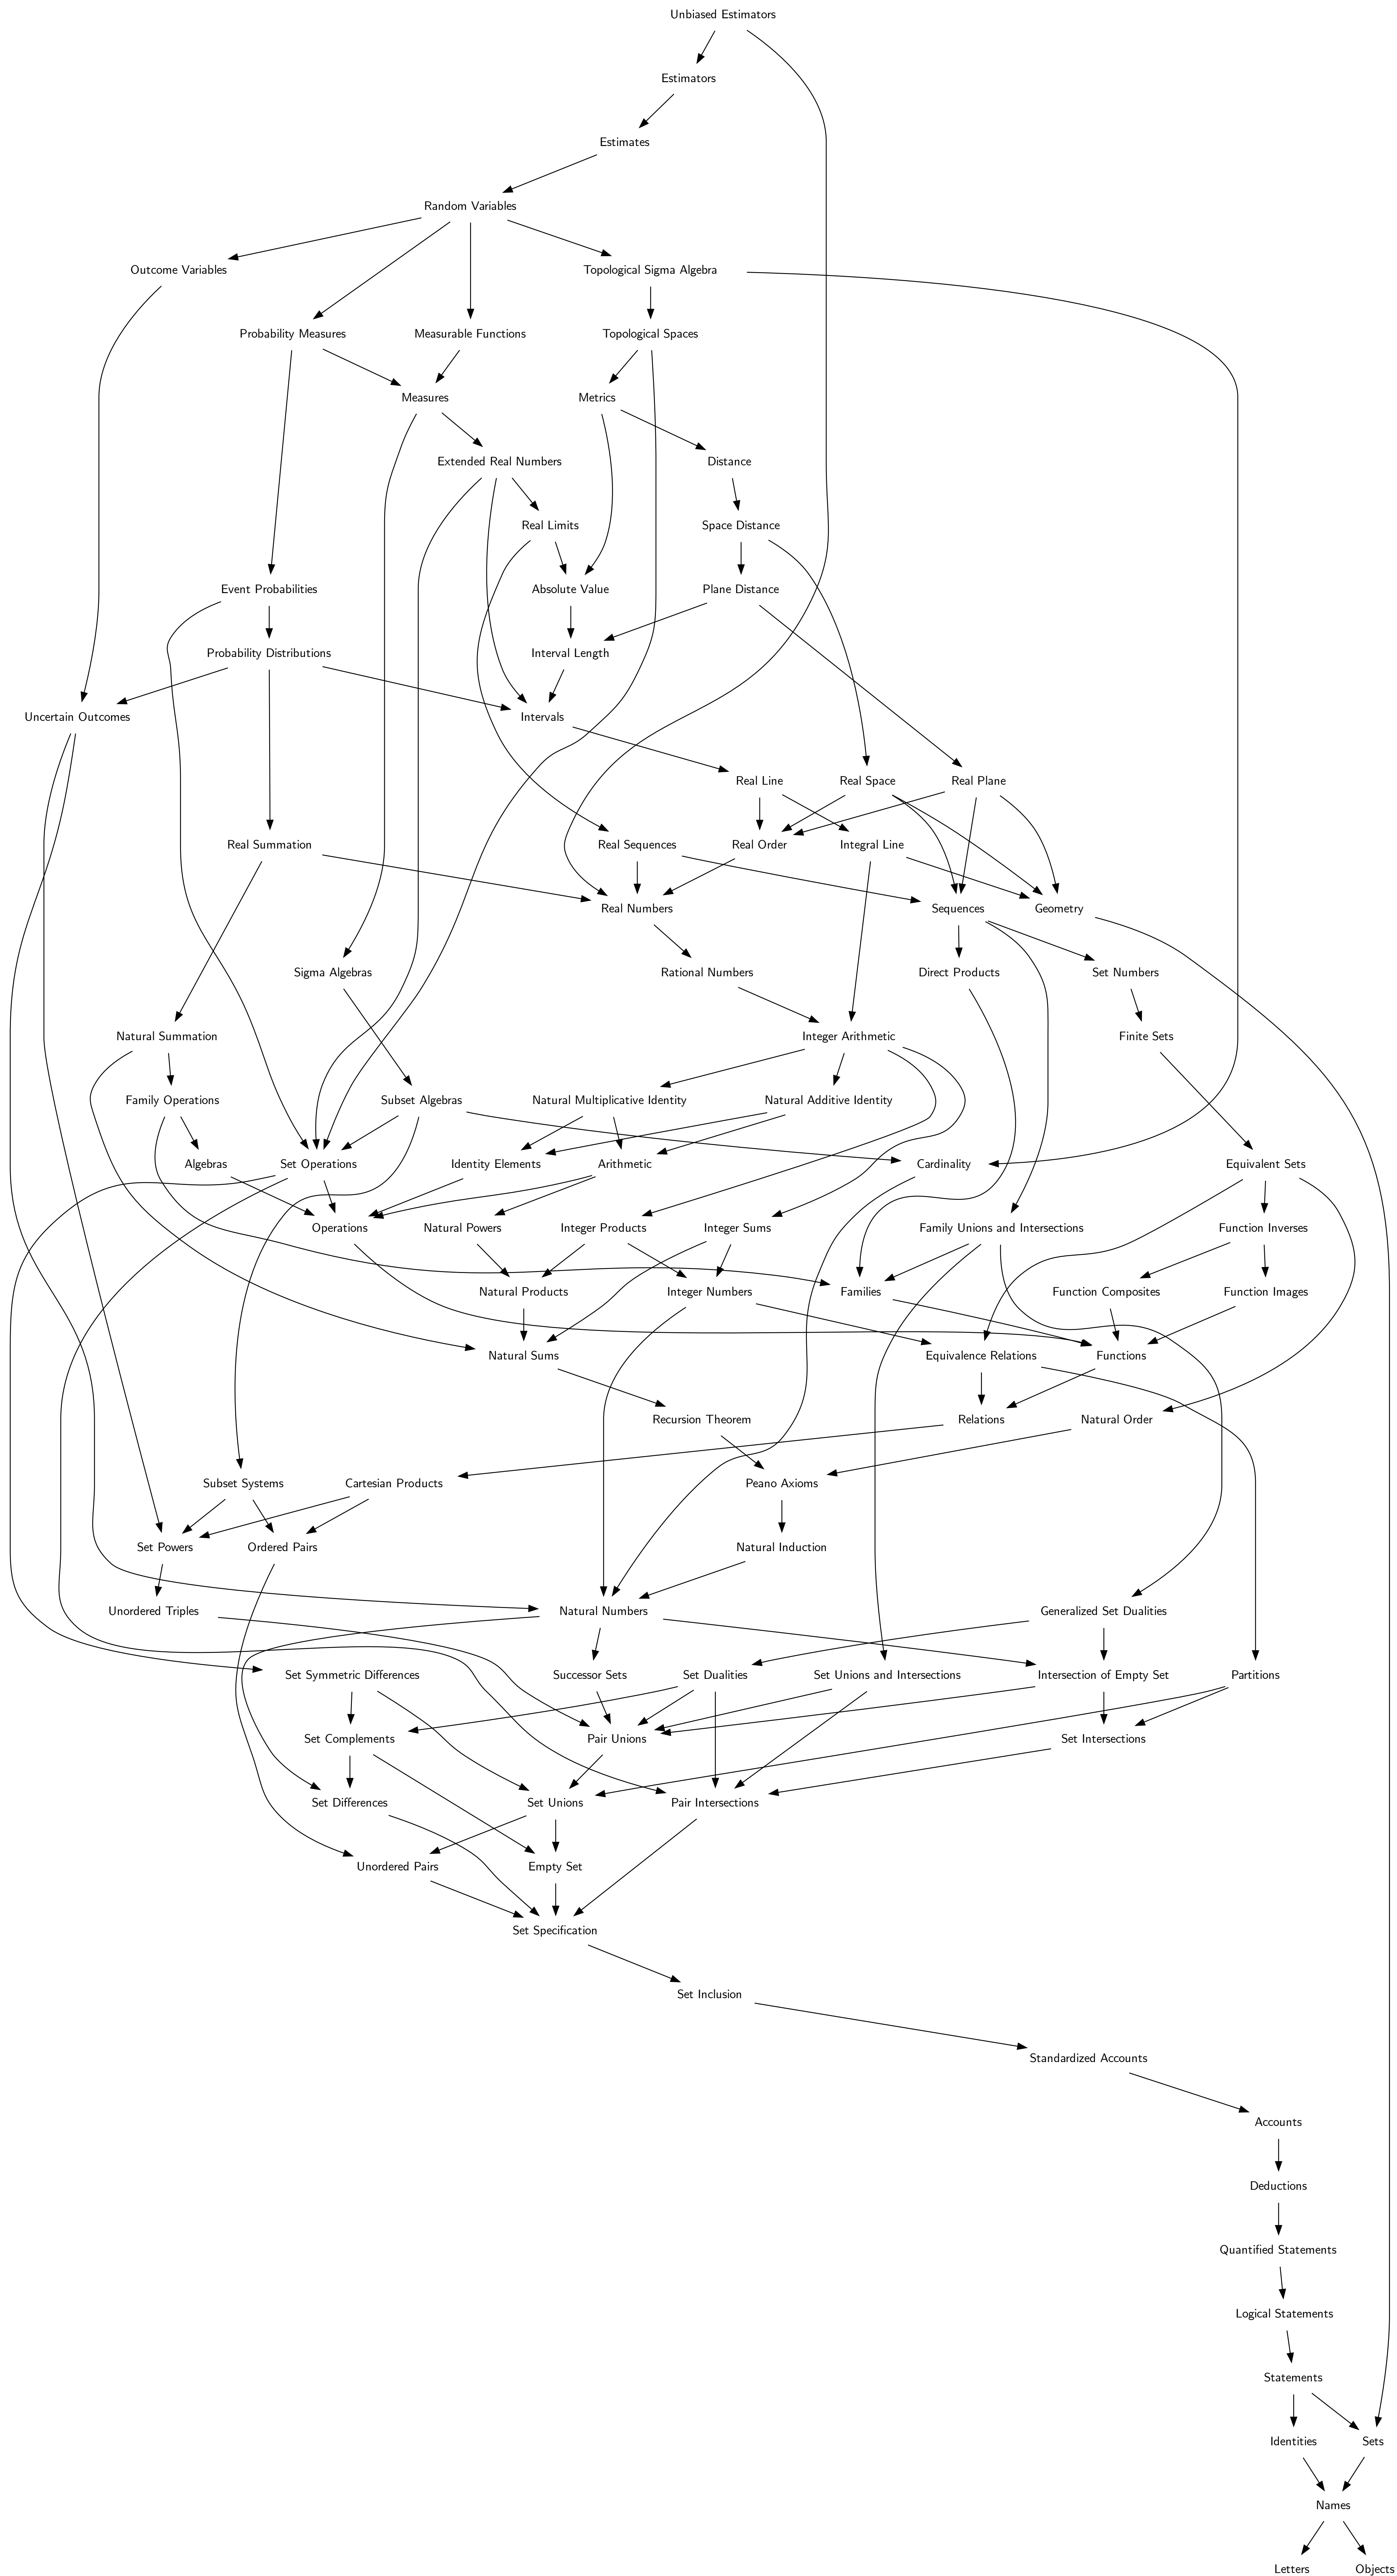 Unbiased Estimators
Estimators
Estimates
Random Variables
Outcome Variables
Topological Sigma Algebra
Probability Measures
Measurable Functions
Topological Spaces
Measures
Metrics
Extended Real Numbers
Distance
Real Limits
Space Distance
Event Probabilities
Absolute Value
Plane Distance
Probability Distributions
Interval Length
Uncertain Outcomes
Intervals
Real Line
Real Space
Real Plane
Real Summation
Real Sequences
Real Order
Integral Line
Real Numbers
Sequences
Geometry
Sigma Algebras
Rational Numbers
Direct Products
Set Numbers
Natural Summation
Integer Arithmetic
Finite Sets
Family Operations
Subset Algebras
Natural Multiplicative Identity
Natural Additive Identity
Algebras
Set Operations
Identity Elements
Arithmetic
Cardinality
Equivalent Sets
Operations
Natural Powers
Integer Products
Integer Sums
Family Unions and Intersections
Function Inverses
Natural Products
Integer Numbers
Families
Function Composites
Function Images
Natural Sums
Equivalence Relations
Functions
Recursion Theorem
Relations
Natural Order
Subset Systems
Cartesian Products
Peano Axioms
Set Powers
Ordered Pairs
Natural Induction
Unordered Triples
Natural Numbers
Generalized Set Dualities
Set Symmetric Differences
Successor Sets
Set Dualities
Set Unions and Intersections
Intersection of Empty Set
Partitions
Set Complements
Pair Unions
Set Intersections
Set Differences
Set Unions
Pair Intersections
Unordered Pairs
Empty Set
Set Specification
Set Inclusion
Standardized Accounts
Accounts
Deductions
Quantified Statements
Logical Statements
Statements
Identities
Sets
Names
Letters
Objects